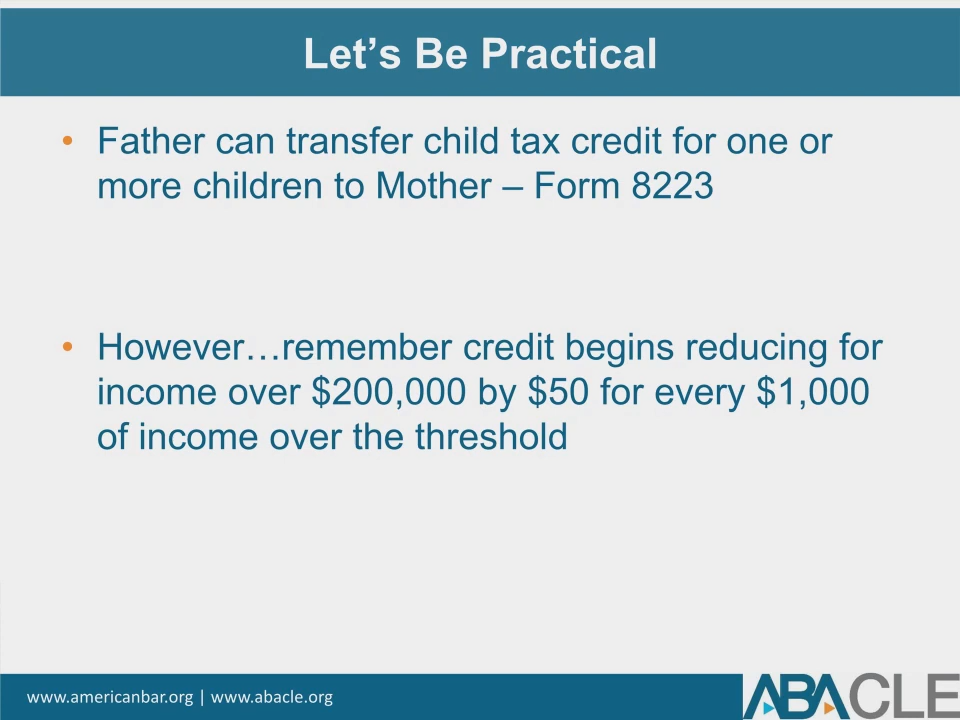 Let’s Be Practical
• Father can transfer child tax credit for one or
more children to Mother – Form 8223
• However…remember credit begins reducing for
income over $200,000 by $50 for every $1,000
of income over the threshold
www.americanbar.org | www.abacle.org
ABACLE